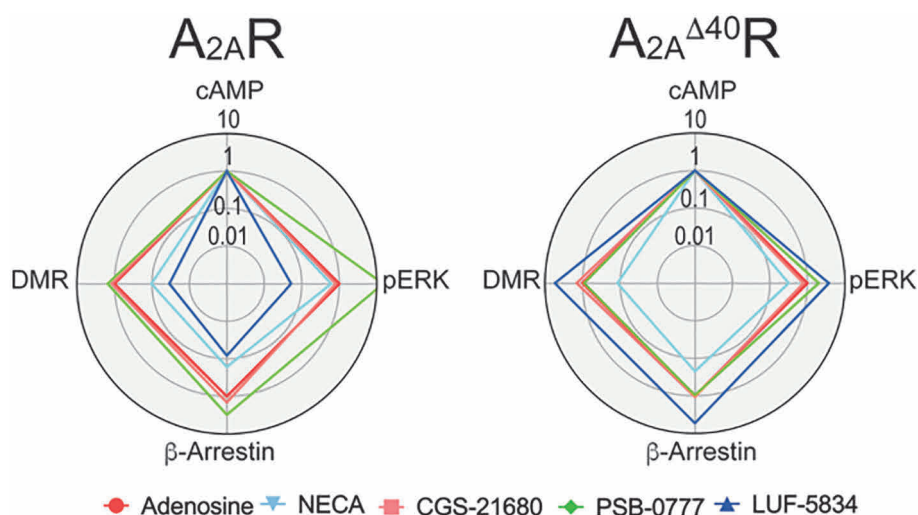 A2AR
A2AΔ40R
cAMP
10
1
0.1
0.01
DMR
pERK
β-Arrestin
cAMP
10
1
0.1
0.01
DMR
pERK
β-Arrestin
Adenosine NECA CGS-21680 PSB-0777 LUF-5834